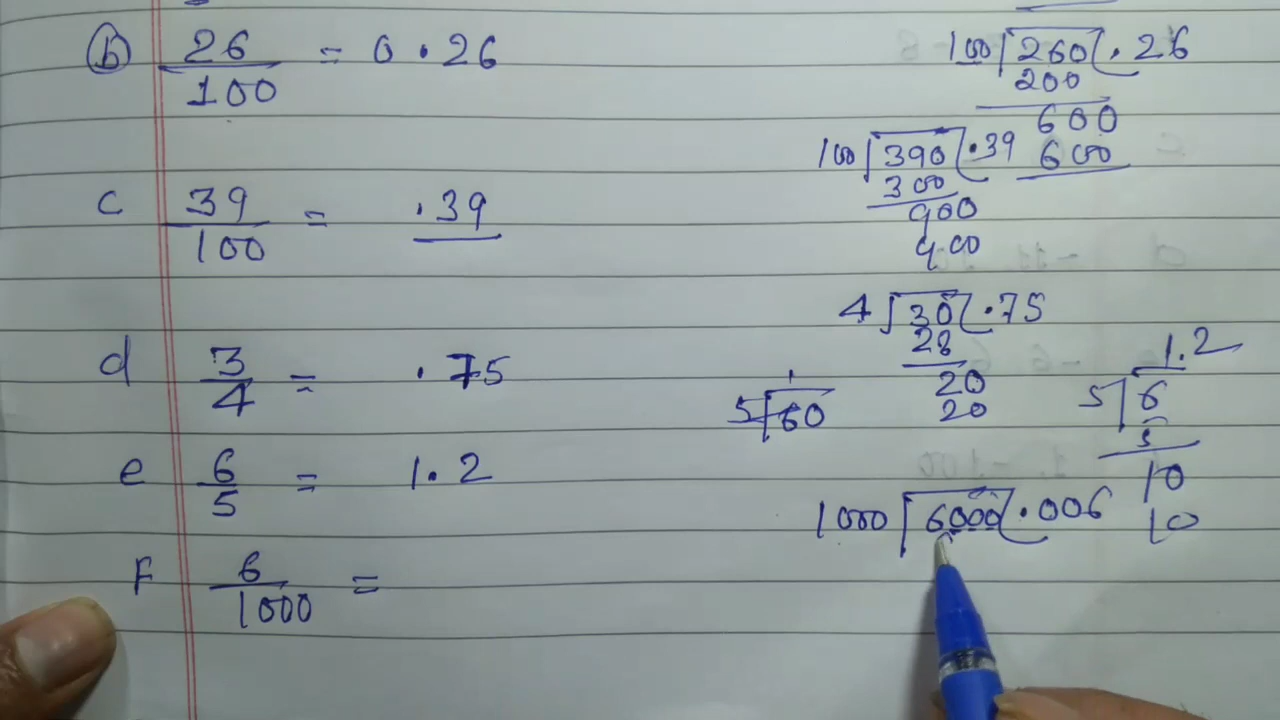 b 26/100 = 0.26
c 39/100 = .39
d 3/4 = .75
e 6/5 = 1.2
F 6/1000 =
100 260 .26
200
600
600
100 390 .39
300
900
900
4 30 .75
28
20
20
5 60
1.2
5 6
5
10
10
1000 6000 .006